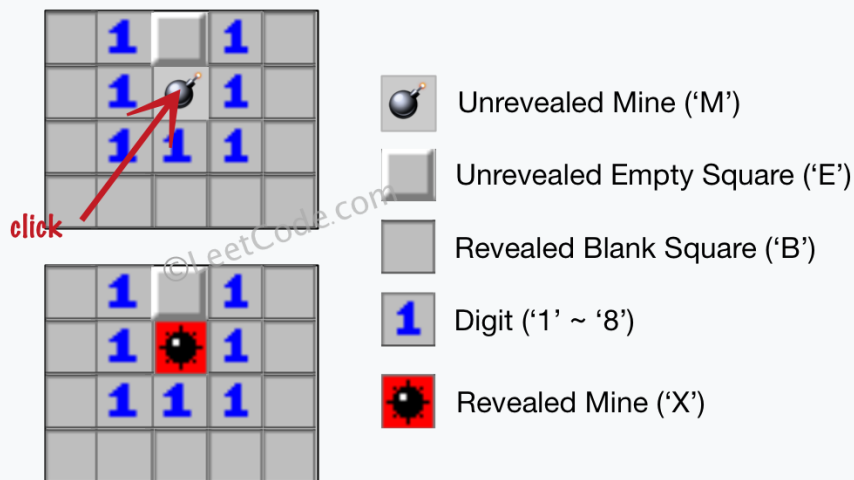 1 1
1 1
1 1 1
click
©LeetCode.com
1 1
1 1
1 1 1
Unrevealed Mine (‘M’)
Unrevealed Empty Square (‘E’)
Revealed Blank Square (‘B’)
1 Digit (‘1’ ~ ‘8’)
Revealed Mine (‘X’)